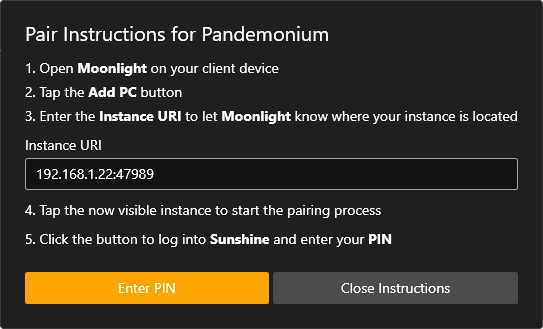 Pair Instructions for Pandemonium
1. Open Moonlight on your client device
2. Tap the Add PC button
3. Enter the Instance URI to let Moonlight know where your instance is located
Instance URI
192.168.1.22:47989
4. Tap the now visible instance to start the pairing process
5. Click the button to log into Sunshine and enter your PIN
Enter PIN
Close Instructions